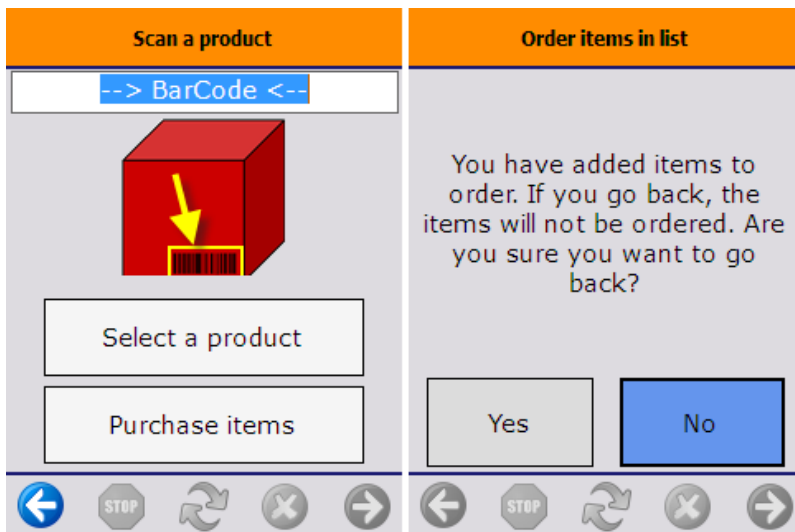 Scan a product
--> BarCode <--
Select a product
Purchase items
STOP
Order items in list
You have added items to
order. If you go back, the
items will not be ordered. Are
you sure you want to go
back?
Yes
No
STOP